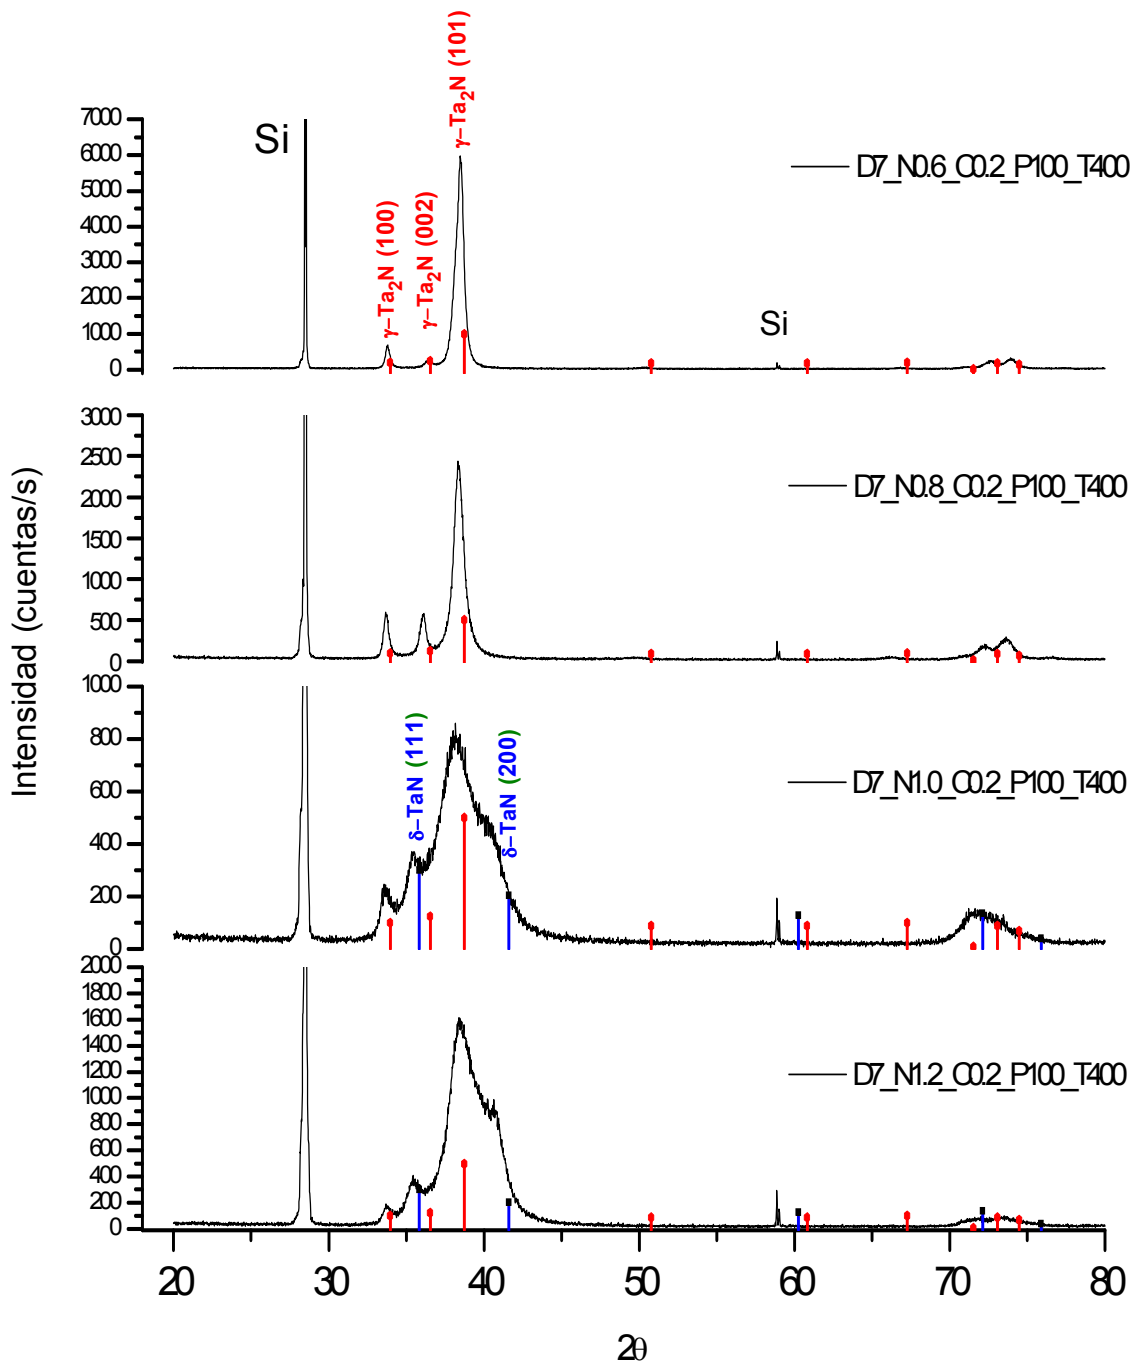 γ–Ta₂N (101)
γ–Ta₂N (002)
γ–Ta₂N (100)
Si
Si
D7_N0.6_C0.2_P100_T400
7000
6000
5000
4000
3000
2000
1000
0
D7_N0.8_C0.2_P100_T400
3000
2500
2000
1500
1000
500
0
δ–TaN (111)
δ–TaN (200)
D7_N1.0_C0.2_P100_T400
1000
800
600
400
200
0
D7_N1.2_C0.2_P100_T400
2000
1800
1600
1400
1200
1000
800
600
400
200
0
Intensidad (cuentas/s)
20 30 40 50 60 70 80
2θ